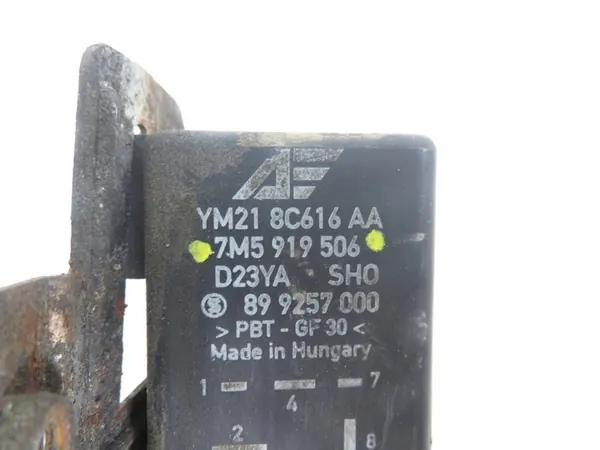 AE
YM21 8C616 AA
7M5 919 506
D23YA SHO
S 89 9257 000
> PBT - GF 30 <
Made in Hungary
1 4 7
2 8